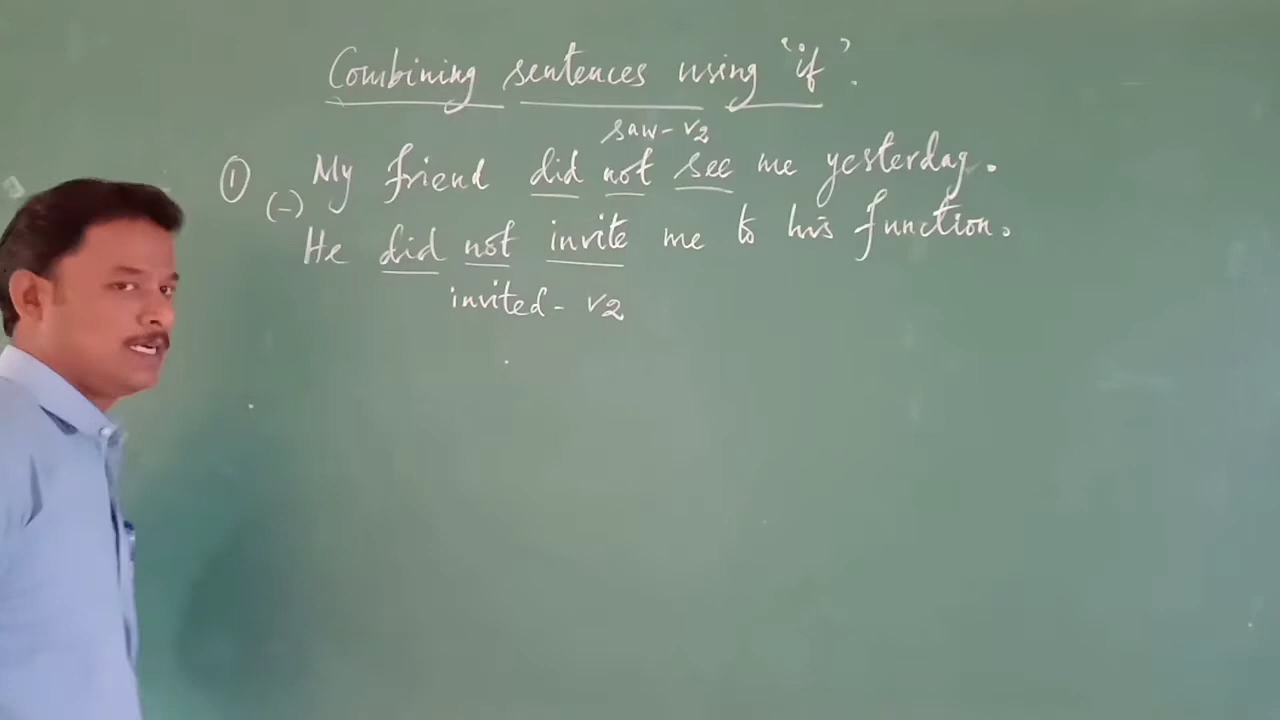 Combining sentences using 'if'.
saw - v2
① My friend did not see me yesterday.
(-)
He did not invite me to his function.
invited - v2